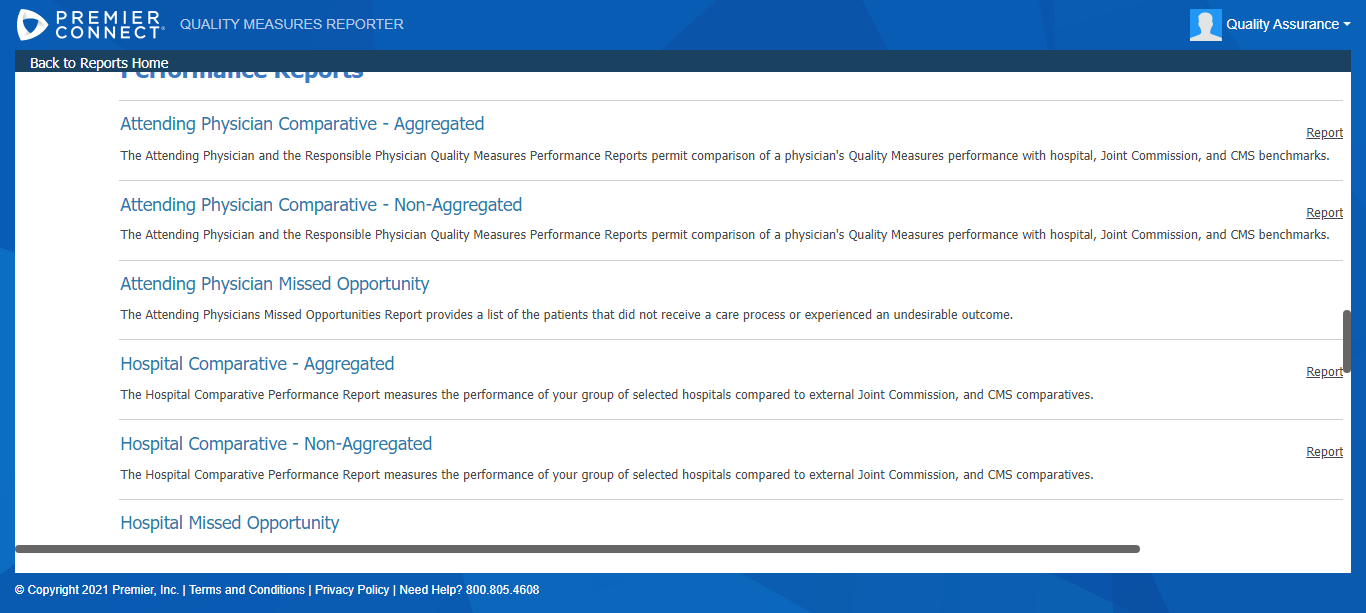 PREMIER CONNECT® QUALITY MEASURES REPORTER
Quality Assurance
Back to Reports Home
Performance Reports
Attending Physician Comparative - Aggregated
Report
The Attending Physician and the Responsible Physician Quality Measures Performance Reports permit comparison of a physician's Quality Measures performance with hospital, Joint Commission, and CMS benchmarks.
Attending Physician Comparative - Non-Aggregated
Report
The Attending Physician and the Responsible Physician Quality Measures Performance Reports permit comparison of a physician's Quality Measures performance with hospital, Joint Commission, and CMS benchmarks.
Attending Physician Missed Opportunity
The Attending Physicians Missed Opportunities Report provides a list of the patients that did not receive a care process or experienced an undesirable outcome.
Hospital Comparative - Aggregated
Report
The Hospital Comparative Performance Report measures the performance of your group of selected hospitals compared to external Joint Commission, and CMS comparatives.
Hospital Comparative - Non-Aggregated
Report
The Hospital Comparative Performance Report measures the performance of your group of selected hospitals compared to external Joint Commission, and CMS comparatives.
Hospital Missed Opportunity
© Copyright 2021 Premier, Inc. | Terms and Conditions | Privacy Policy | Need Help? 800.805.4608